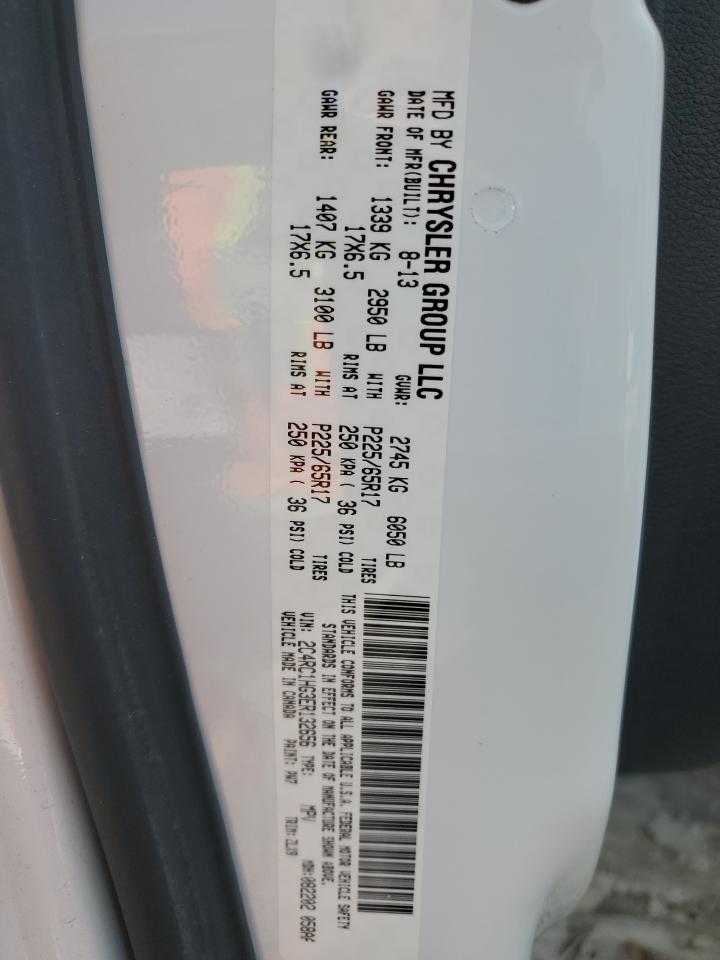 MFD BY CHRYSLER GROUP LLC
DATE OF MFR(BUILT): 8-13 GVWR: 2745 KG 6050 LB
GAWR FRONT: 1339 KG 2950 LB WITH P225/65R17 TIRES
17X6.5 RIMS AT 250 KPA ( 36 PSI) COLD
GAWR REAR: 1407 KG 3100 LB WITH P225/65R17 TIRES
17X6.5 RIMS AT 250 KPA ( 36 PSI) COLD
THIS VEHICLE CONFORMS TO ALL APPLICABLE U.S.A. FEDERAL MOTOR VEHICLE SAFETY
STANDARDS IN EFFECT ON THE DATE OF MANUFACTURE SHOWN ABOVE.
VIN: 2C4RC1HG3ER132656 TYPE: MPV MDH:082202 058AF
VEHICLE MADE IN CANADA PAINT: PW7 TRIM: